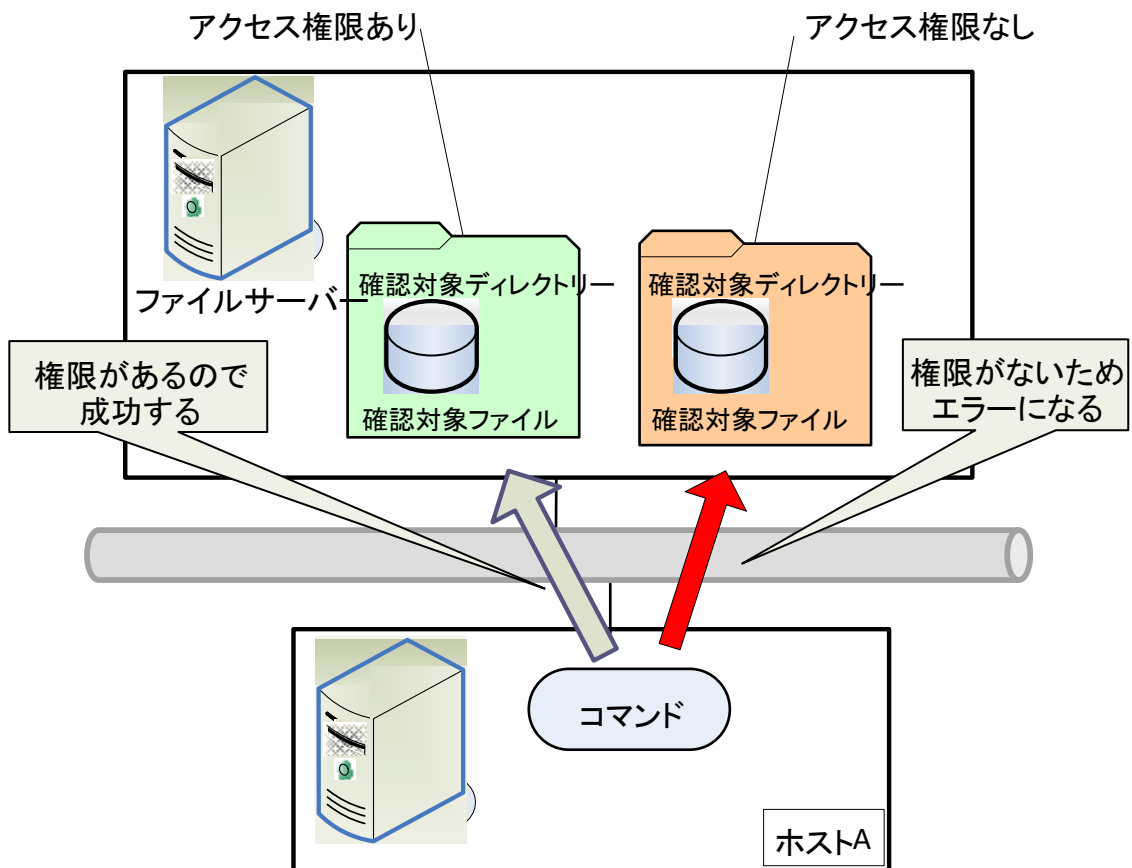 アクセス権限あり
アクセス権限なし
確認対象ディレクトリー
確認対象ディレクトリー
ファイルサーバー
権限があるので
成功する
確認対象ファイル
確認対象ファイル
権限がないため
エラーになる
コマンド
ホストA